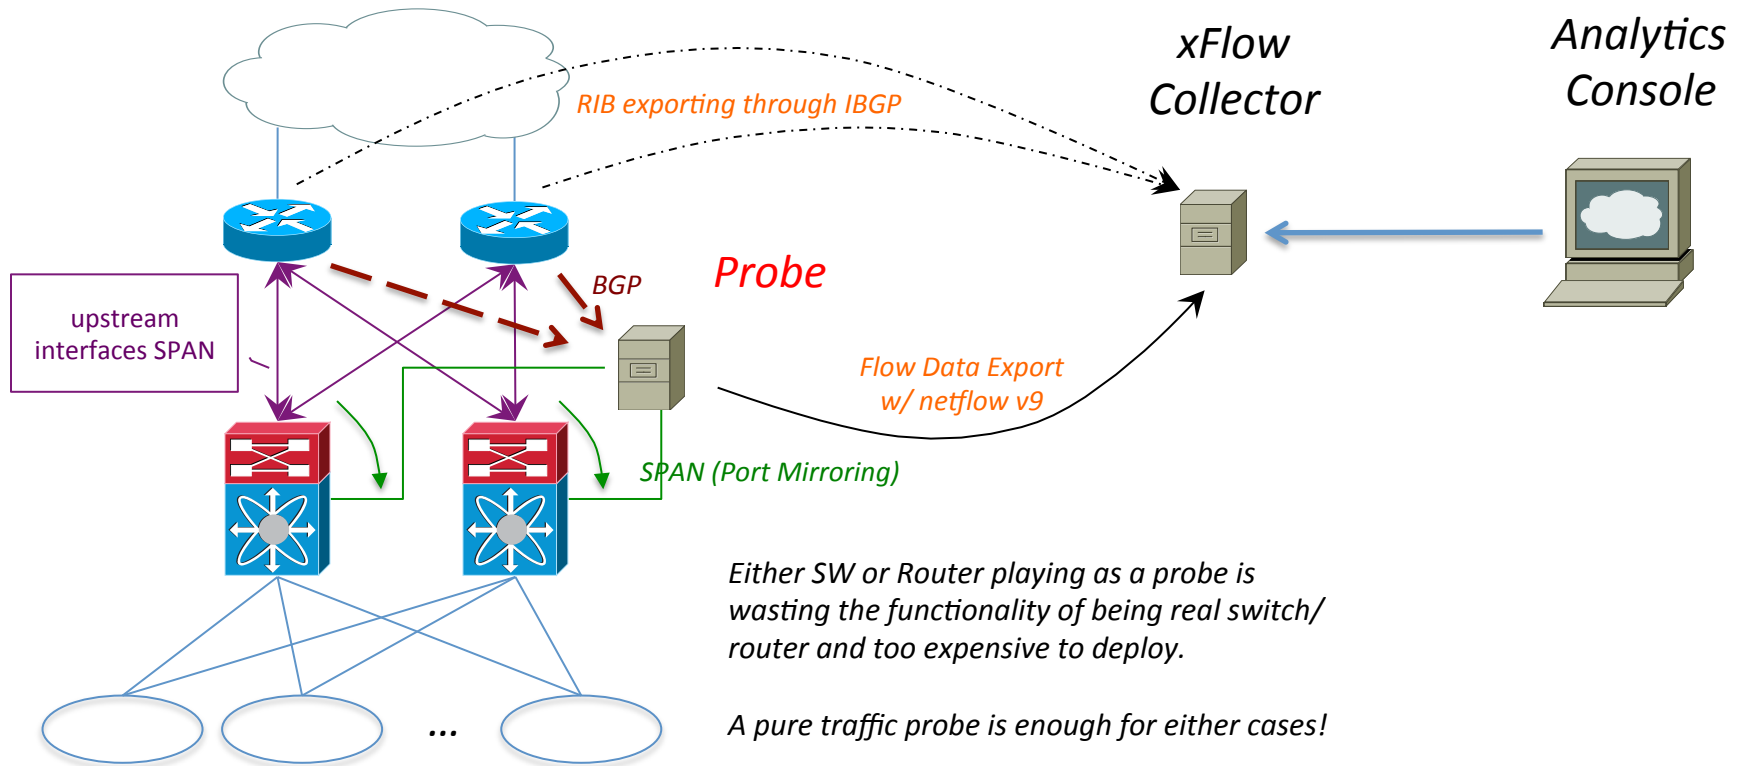 xFlow
Collector
Analytics
Console
RIB exporting through IBGP
Probe
BGP
upstream
interfaces SPAN
Flow Data Export
w/ netflow v9
SPAN (Port Mirroring)
Either SW or Router playing as a probe is
wasting the functionality of being real switch/
router and too expensive to deploy.
...
A pure traffic probe is enough for either cases!